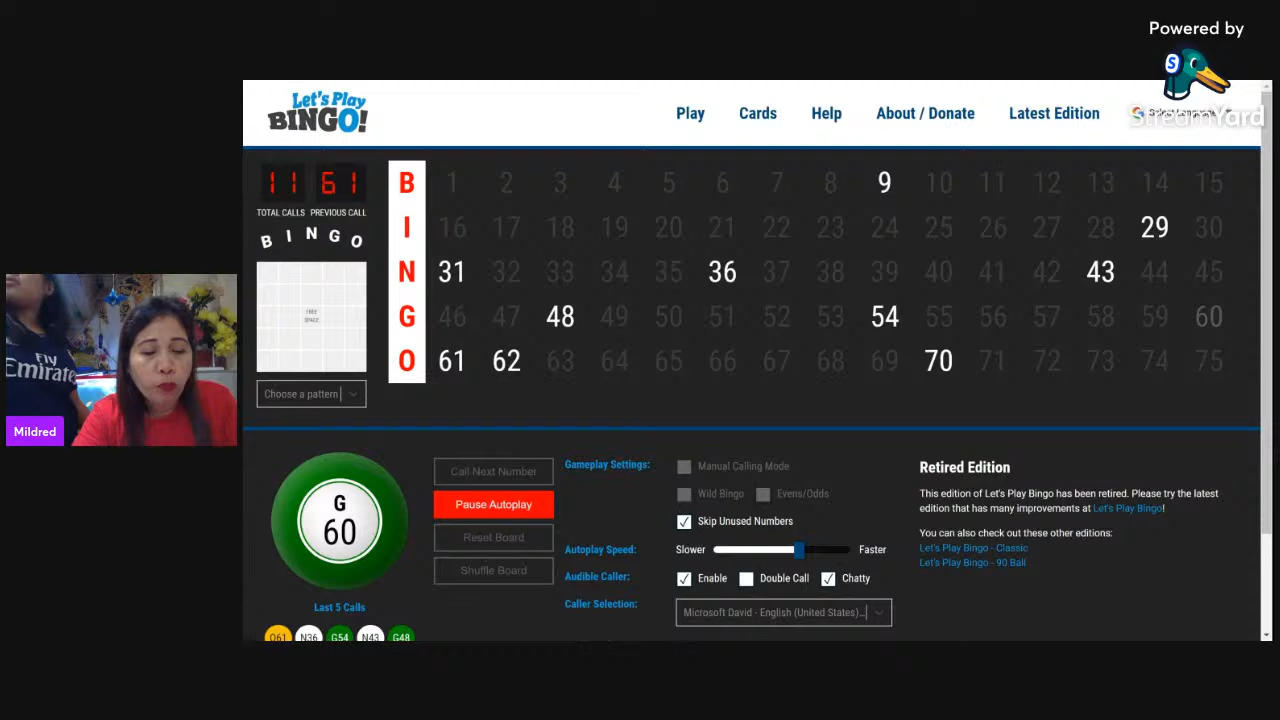 Powered by
StreamYard
Let's Play
BINGO!
Play Cards Help About / Donate Latest Edition Select Language
11 61
TOTAL CALLS PREVIOUS CALL
BINGO
FREE
SPACE
Choose a pattern
B 1 2 3 4 5 6 7 8 9 10 11 12 13 14 15
I 16 17 18 19 20 21 22 23 24 25 26 27 28 29 30
N 31 32 33 34 35 36 37 38 39 40 41 42 43 44 45
G 46 47 48 49 50 51 52 53 54 55 56 57 58 59 60
O 61 62 63 64 65 66 67 68 69 70 71 72 73 74 75
Fly
Emirate
Mildred
G
60
Last 5 Calls
O61 N36 G54 N43 G48
Call Next Number
Pause Autoplay
Reset Board
Shuffle Board
Gameplay Settings:
Manual Calling Mode
Wild Bingo Evens/Odds
Skip Unused Numbers
Autoplay Speed: Slower Faster
Audible Caller: Enable Double Call Chatty
Caller Selection: Microsoft David - English (United States)...
Retired Edition
This edition of Let's Play Bingo has been retired. Please try the latest
edition that has many improvements at Let's Play Bingo!
You can also check out these other editions:
Let's Play Bingo - Classic
Let's Play Bingo - 90 Ball